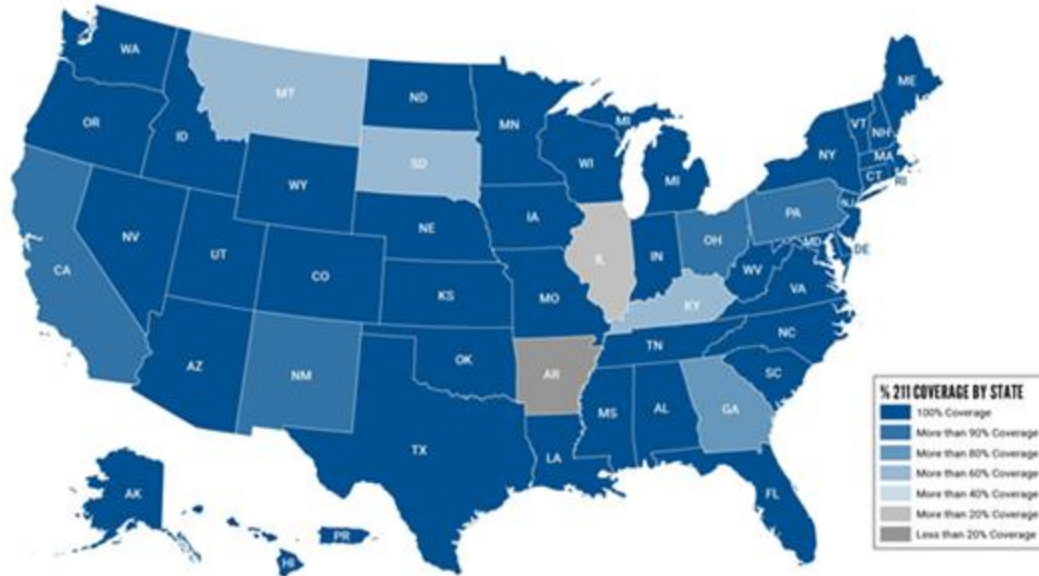 WA
MT
ND
MN
MI
ME
OR
ID
SD
WI
MI
VT
NH
NY
MA
CT
RI
WY
IA
PA
NJ
NE
NV
UT
CO
IL
IN
OH
MD
DE
WV
VA
CA
KS
MO
KY
AZ
NM
OK
AR
TN
NC
SC
TX
LA
MS
AL
GA
FL
AK
HI
PR
% 211 COVERAGE BY STATE
100% Coverage
More than 90% Coverage
More than 80% Coverage
More than 60% Coverage
More than 40% Coverage
More than 20% Coverage
Less than 20% Coverage